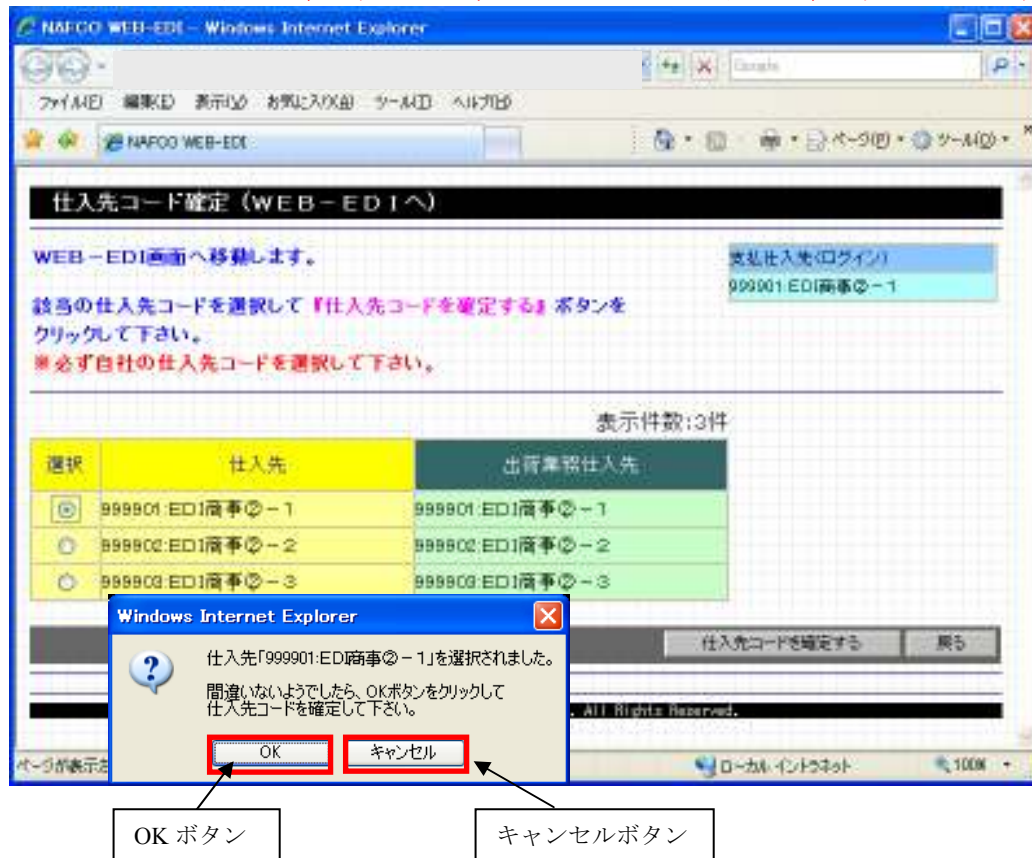 NAFCO WEB-EDI - Windows Internet Explorer
Google
ファイル(E) 編集(E) 表示(V) お気に入り(A) ツール(T) ヘルプ(H)
NAFCO WEB-EDI
ページ(P) ツール(O)
仕入先コード確定（ＷＥＢ－ＥＤＩへ）
WEB－EDI画面へ移動します。
支払仕入先(ログイン)
999901:EDI商事②－1
該当の仕入先コードを選択して『仕入先コードを確定する』ボタンを
クリックして下さい。
※必ず自社の仕入先コードを選択して下さい。
表示件数:3件
選択 仕入先 出荷業務仕入先
999901:EDI商事②－1 999901:EDI商事②－1
999902:EDI商事②－2 999902:EDI商事②－2
999903:EDI商事②－3 999903:EDI商事②－3
Windows Internet Explorer
仕入先「999901:EDI商事②－1」を選択されました。
間違いないようでしたら、OKボタンをクリックして
仕入先コードを確定して下さい。
OK キャンセル
仕入先コードを確定する 戻る
. All Rights Reserved.
ページが表示さ
ローカル イントラネット 100%
OK ボタン キャンセルボタン